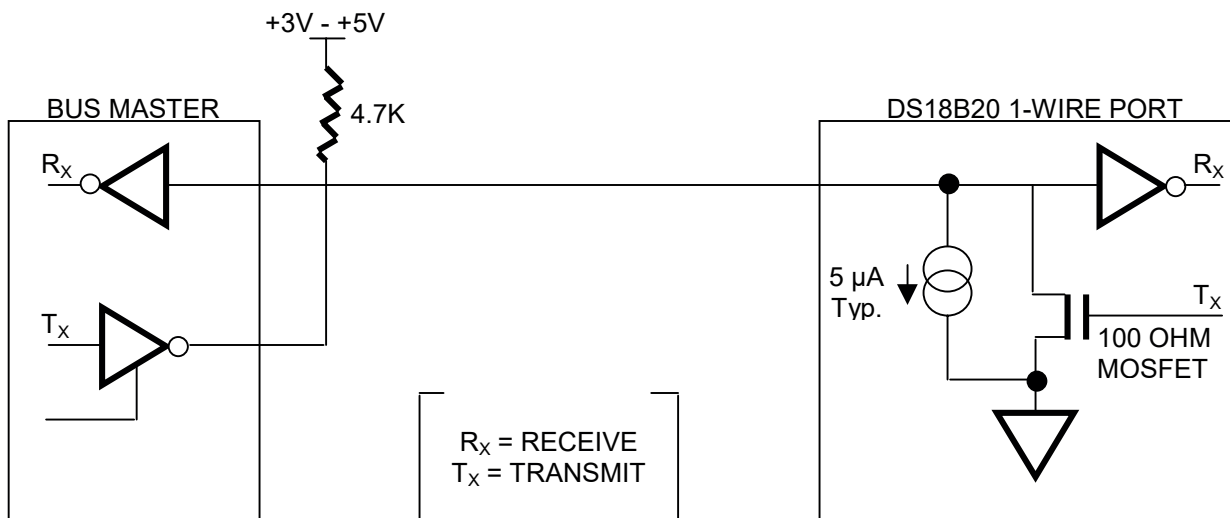 +3V - +5V
4.7K
BUS MASTER
DS18B20 1-WIRE PORT
RX
RX
5 µA
Typ.
TX
TX
100 OHM
MOSFET
RX = RECEIVE
TX = TRANSMIT